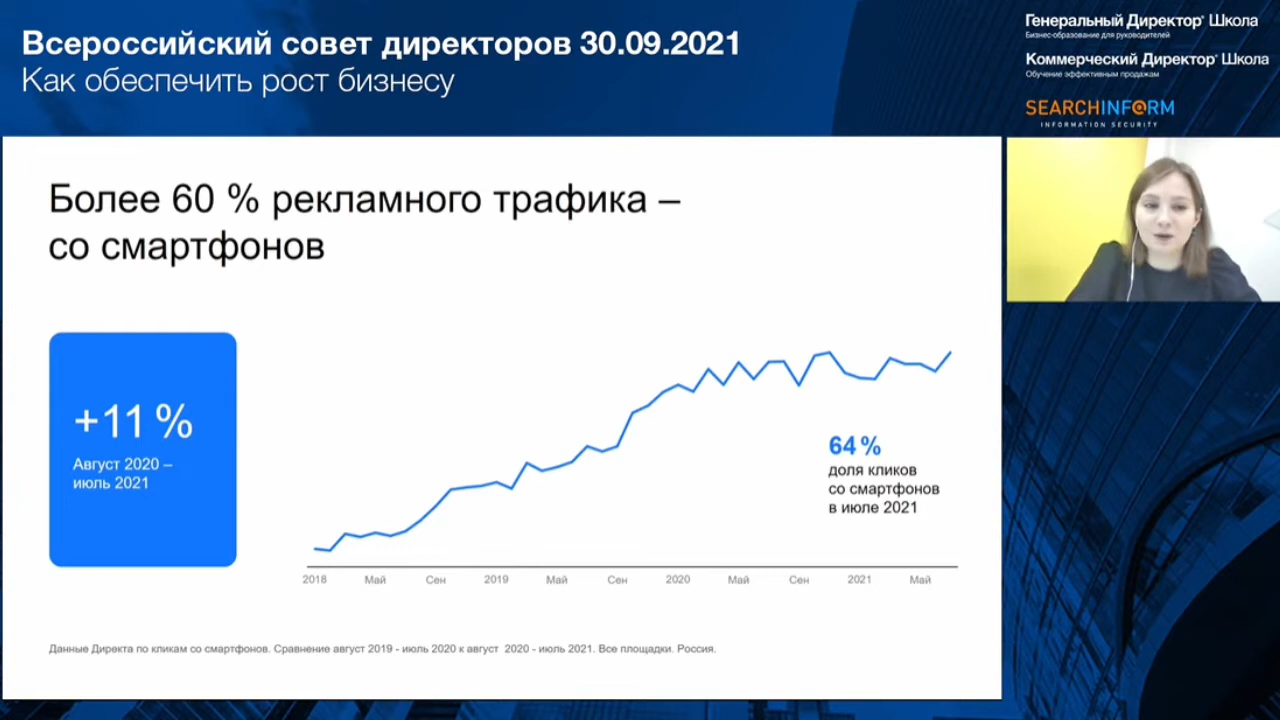 Всероссийский совет директоров 30.09.2021
Как обеспечить рост бизнесу
Генеральный Директор® Школа
Бизнес-образование для руководителей
Коммерческий Директор® Школа
Обучение эффективным продажам
SEARCHINF@RM
INFORMATION SECURITY
Более 60 % рекламного трафика –
со смартфонов
+11 %
Август 2020 –
июль 2021
64 %
доля кликов
со смартфонов
в июле 2021
2018 Май Сен 2019 Май Сен 2020 Май Сен 2021 Май
Данные Директа по кликам со смартфонов. Сравнение август 2019 - июль 2020 к август 2020 - июль 2021. Все площадки. Россия.